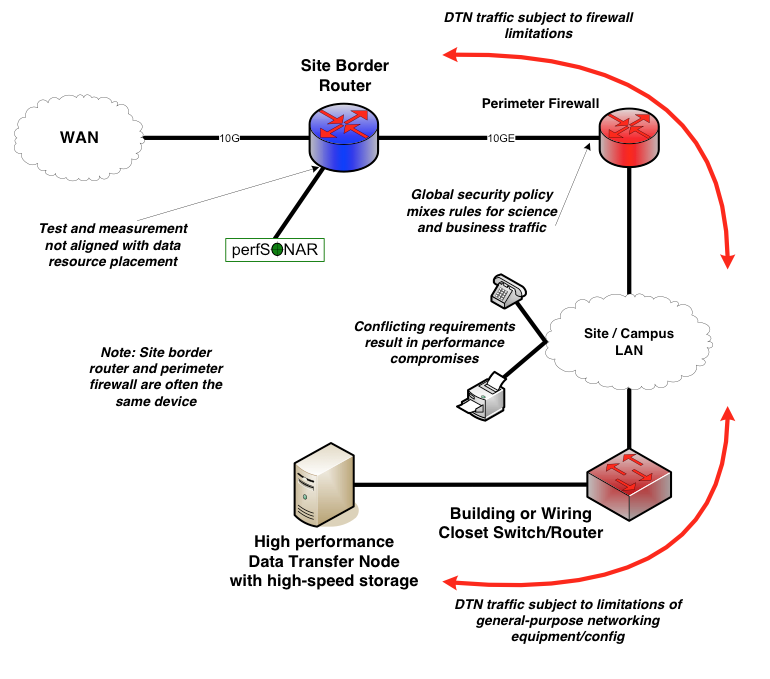 DTN traffic subject to firewall
limitations
Site Border
Router
Perimeter Firewall
WAN
10G
10GE
Global security policy
mixes rules for science
and business traffic
Test and measurement
not aligned with data
resource placement
perfSONAR
Conflicting requirements
result in performance
compromises
Site / Campus
LAN
Note: Site border
router and perimeter
firewall are often the
same device
Building or Wiring
Closet Switch/Router
High performance
Data Transfer Node
with high-speed storage
DTN traffic subject to limitations of
general-purpose networking
equipment/config